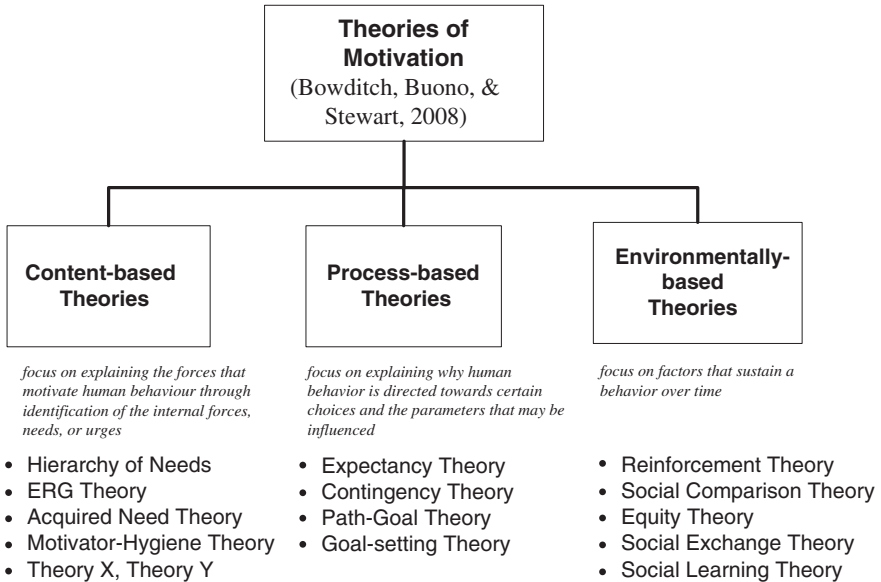 Theories of
Motivation
(Bowditch, Buono, &
Stewart, 2008)
Content-based
Theories
focus on explaining the forces that
motivate human behaviour through
identification of the internal forces,
needs, or urges
• Hierarchy of Needs
• ERG Theory
• Acquired Need Theory
• Motivator-Hygiene Theory
• Theory X, Theory Y
Process-based
Theories
focus on explaining why human
behavior is directed towards certain
choices and the parameters that may be
influenced
• Expectancy Theory
• Contingency Theory
• Path-Goal Theory
• Goal-setting Theory
Environmentally-
based
Theories
focus on factors that sustain a
behavior over time
• Reinforcement Theory
• Social Comparison Theory
• Equity Theory
• Social Exchange Theory
• Social Learning Theory